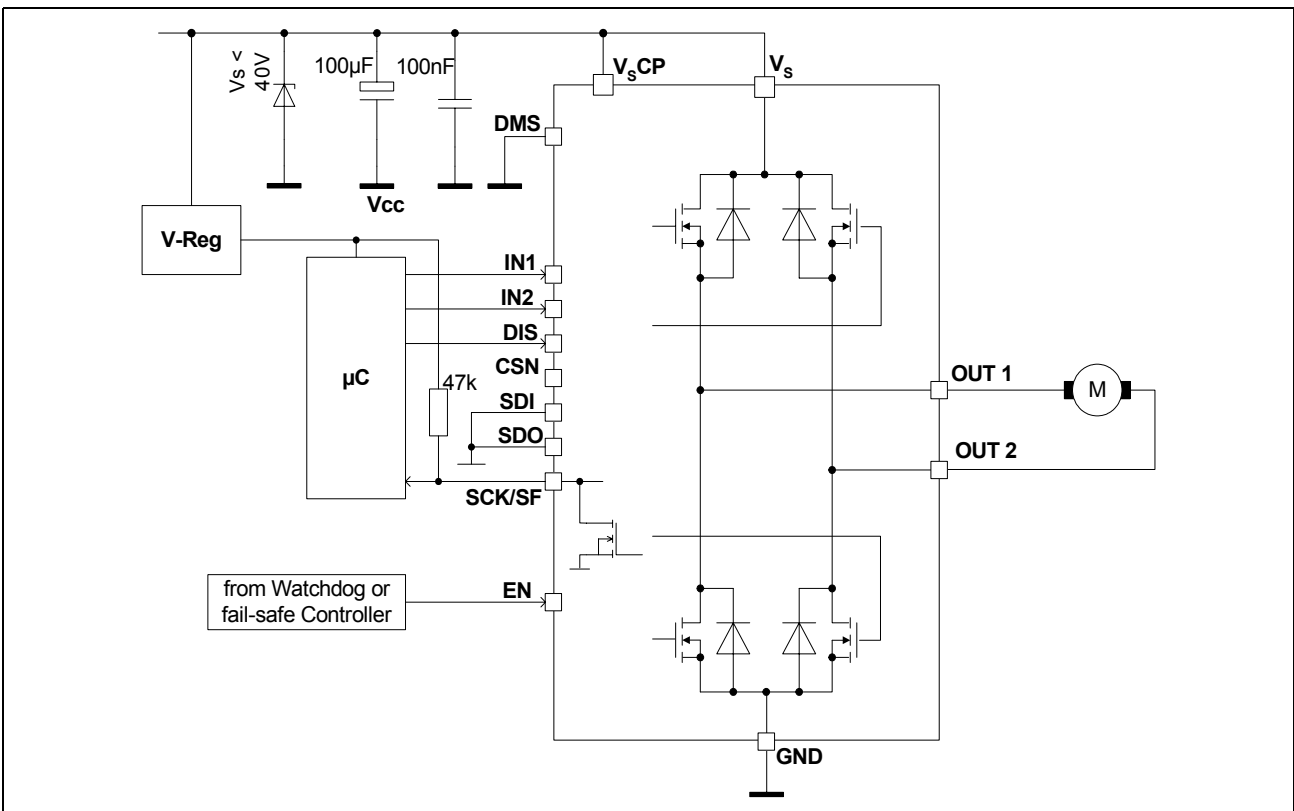 Vs <
40V
100µF
100nF
VSCP
VS
DMS
Vcc
V-Reg
IN1
IN2
DIS
CSN
µC
47k
SDI
SDO
SCK/SF
OUT 1
M
OUT 2
from Watchdog or
fail-safe Controller
EN
GND